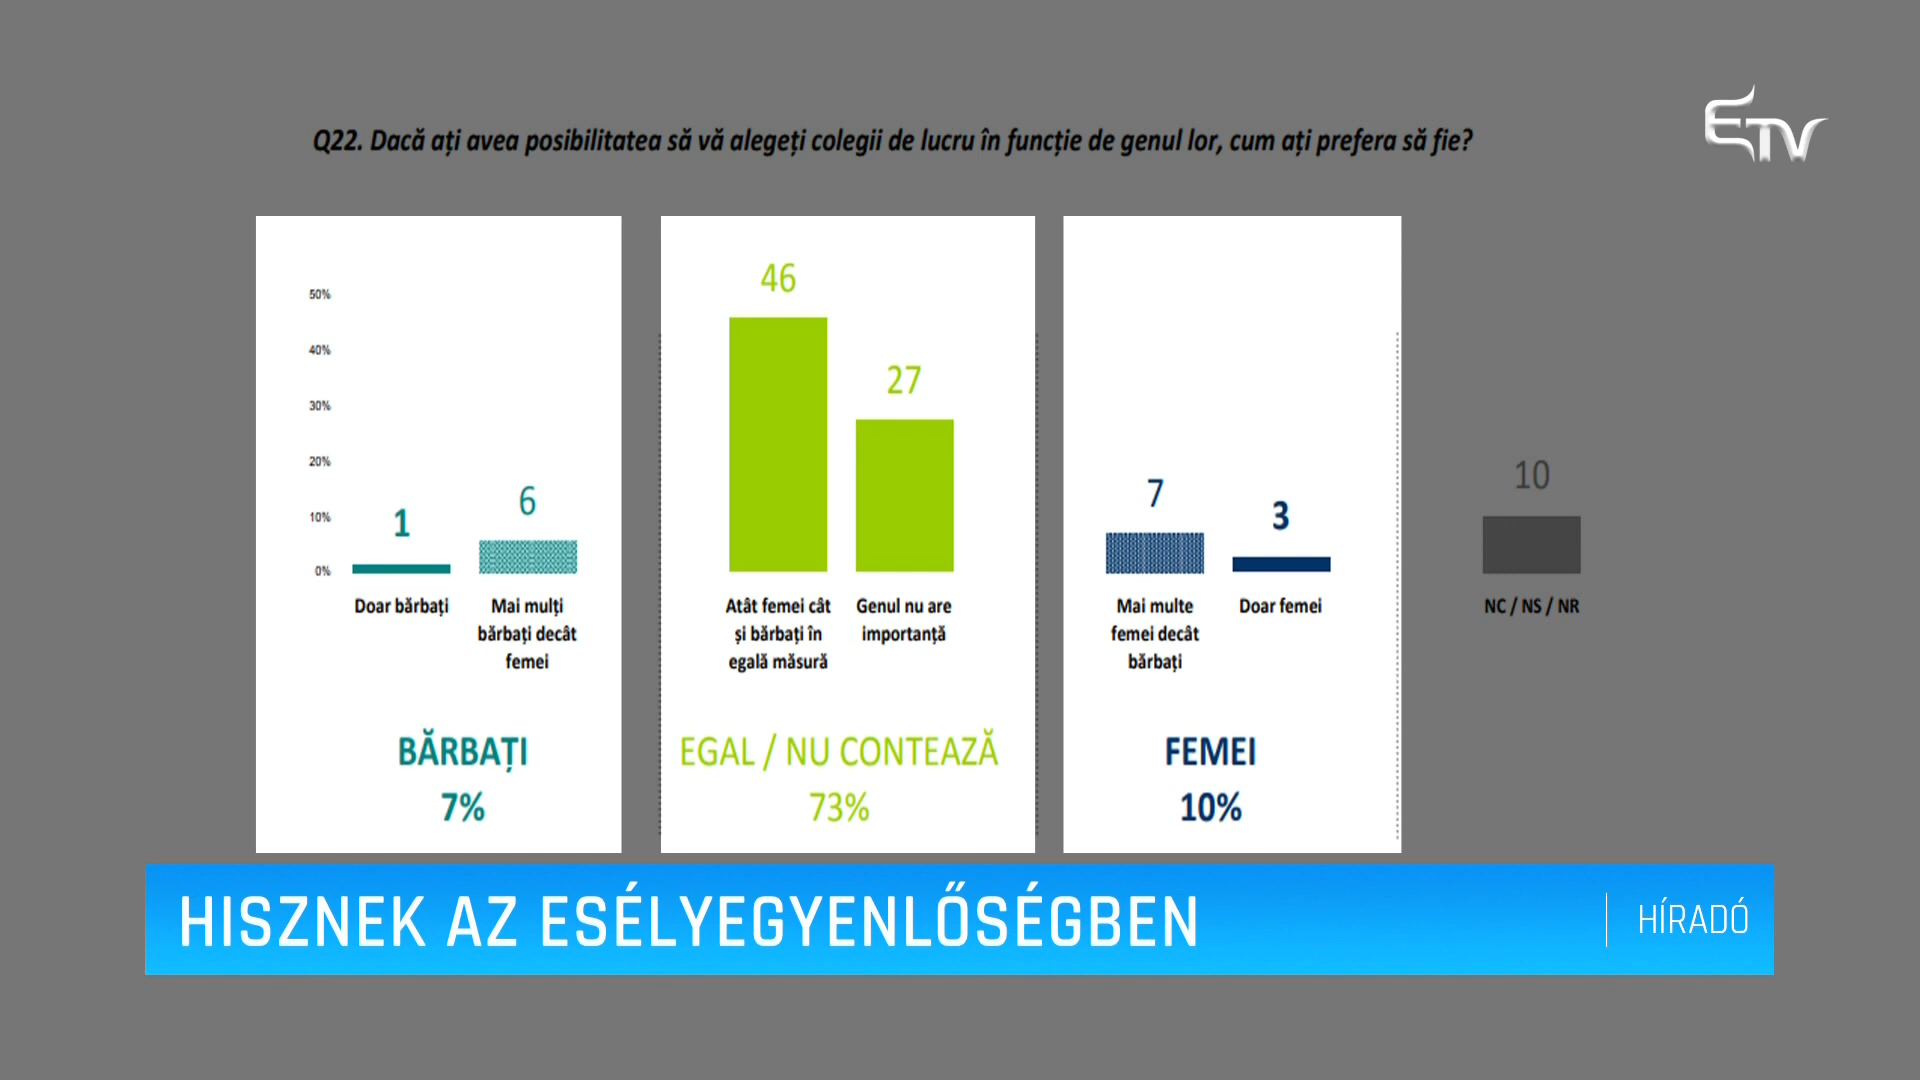 ETV
Q22. Dacă ați avea posibilitatea să vă alegeți colegii de lucru în funcție de genul lor, cum ați prefera să fie?
50%
40%
30%
20%
10%
0%
1
6
Doar bărbați
Mai mulți
bărbați decât
femei
BĂRBAȚI
7%
46
27
Atât femei cât
și bărbați în
egală măsură
Genul nu are
importanță
EGAL / NU CONTEAZĂ
73%
7
3
Mai multe
femei decât
bărbați
Doar femei
FEMEI
10%
10
NC / NS / NR
HISZNEK AZ ESÉLYEGYENLŐSÉGBEN
HÍRADÓ